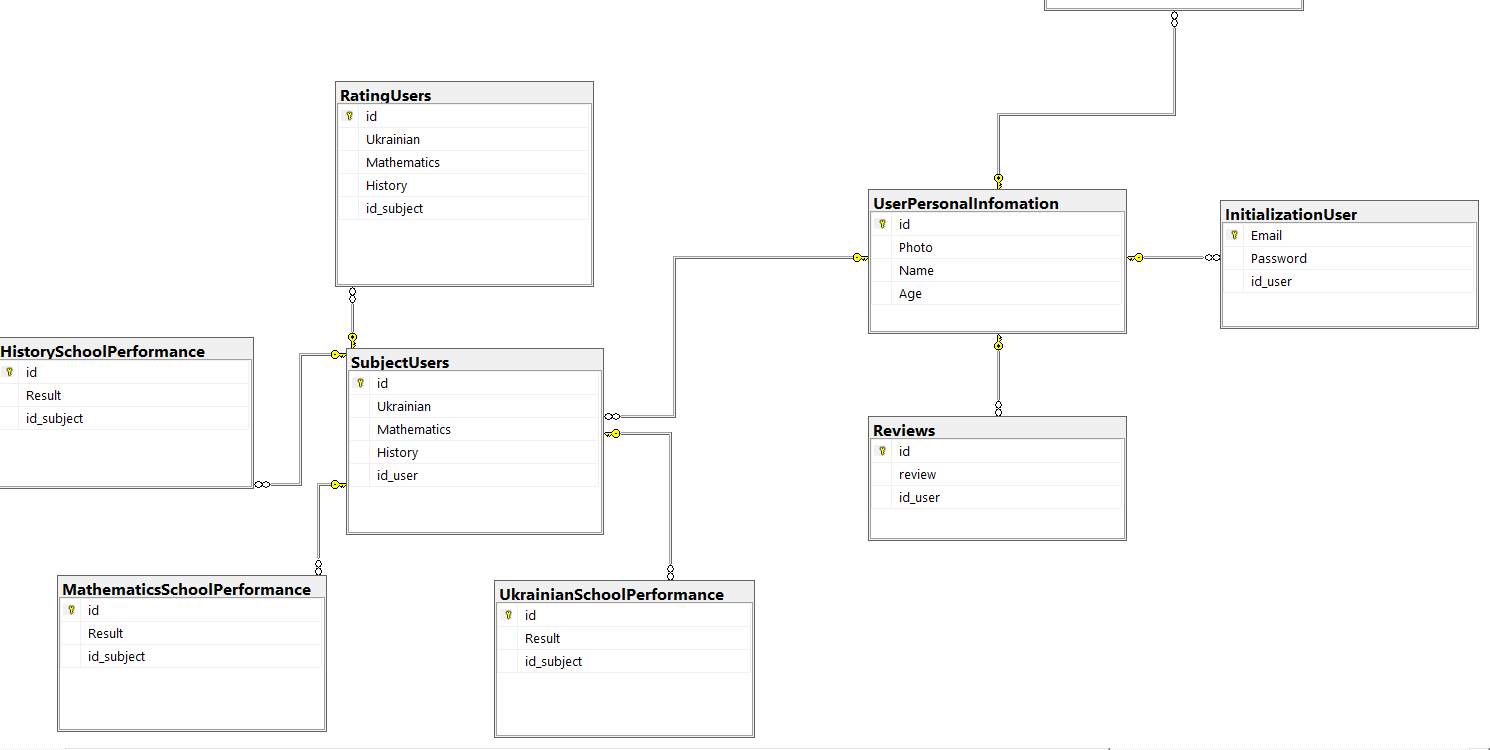 RatingUsers
id
Ukrainian
Mathematics
History
id_subject
UserPersonalInfomation
id
Photo
Name
Age
InitializationUser
Email
Password
id_user
HistorySchoolPerformance
id
Result
id_subject
SubjectUsers
id
Ukrainian
Mathematics
History
id_user
Reviews
id
review
id_user
MathematicsSchoolPerformance
id
Result
id_subject
UkrainianSchoolPerformance
id
Result
id_subject